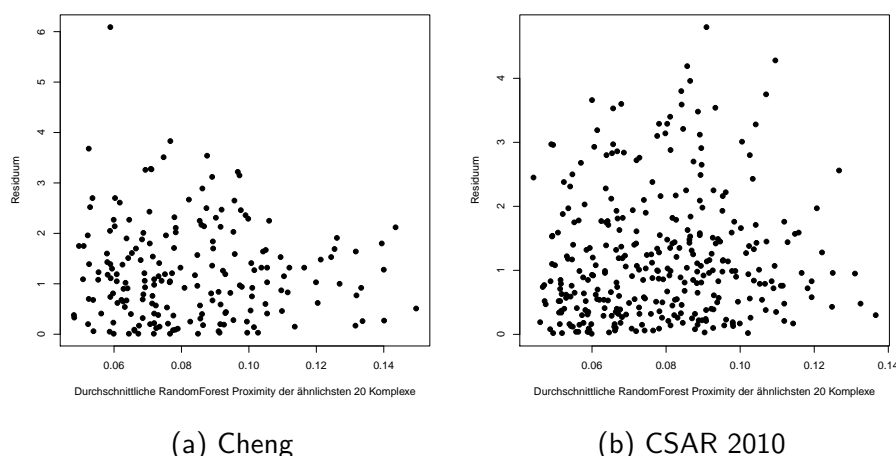 6
5
4
3
2
1
0
Residuum
0.06 0.08 0.10 0.12 0.14
Durchschnittliche RandomForest Proximity der ähnlichsten 20 Komplexe
(a) Cheng
4
3
2
1
0
Residuum
0.06 0.08 0.10 0.12 0.14
Durchschnittliche RandomForest Proximity der ähnlichsten 20 Komplexe
(b) CSAR 2010